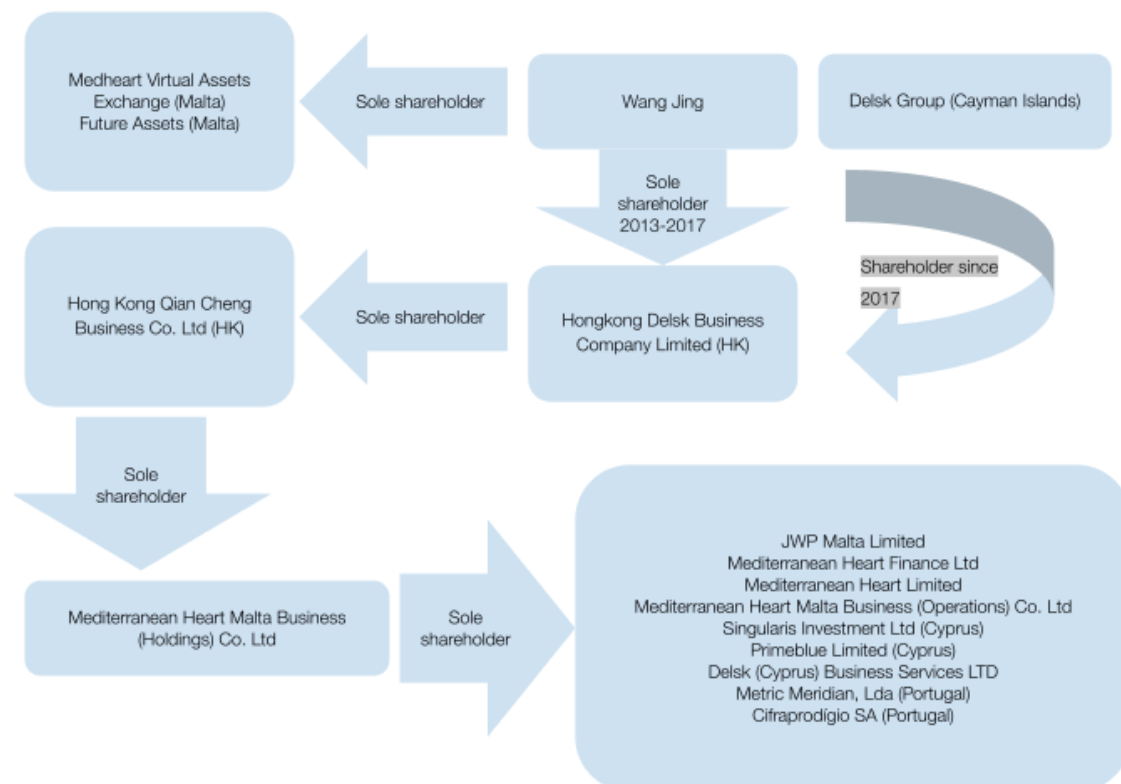 Medheart Virtual Assets
Exchange (Malta)
Future Assets (Malta)
Sole shareholder
Wang Jing
Delsk Group (Cayman Islands)
Sole
shareholder
2013-2017
Shareholder since
2017
Hong Kong Qian Cheng
Business Co. Ltd (HK)
Sole shareholder
Hongkong Delsk Business
Company Limited (HK)
Sole
shareholder
Mediterranean Heart Malta Business
(Holdings) Co. Ltd
Sole
shareholder
JWP Malta Limited
Mediterranean Heart Finance Ltd
Mediterranean Heart Limited
Mediterranean Heart Malta Business (Operations) Co. Ltd
Singularis Investment Ltd (Cyprus)
Primeblue Limited (Cyprus)
Delsk (Cyprus) Business Services LTD
Metric Meridian, Lda (Portugal)
Cifraprodígio SA (Portugal)